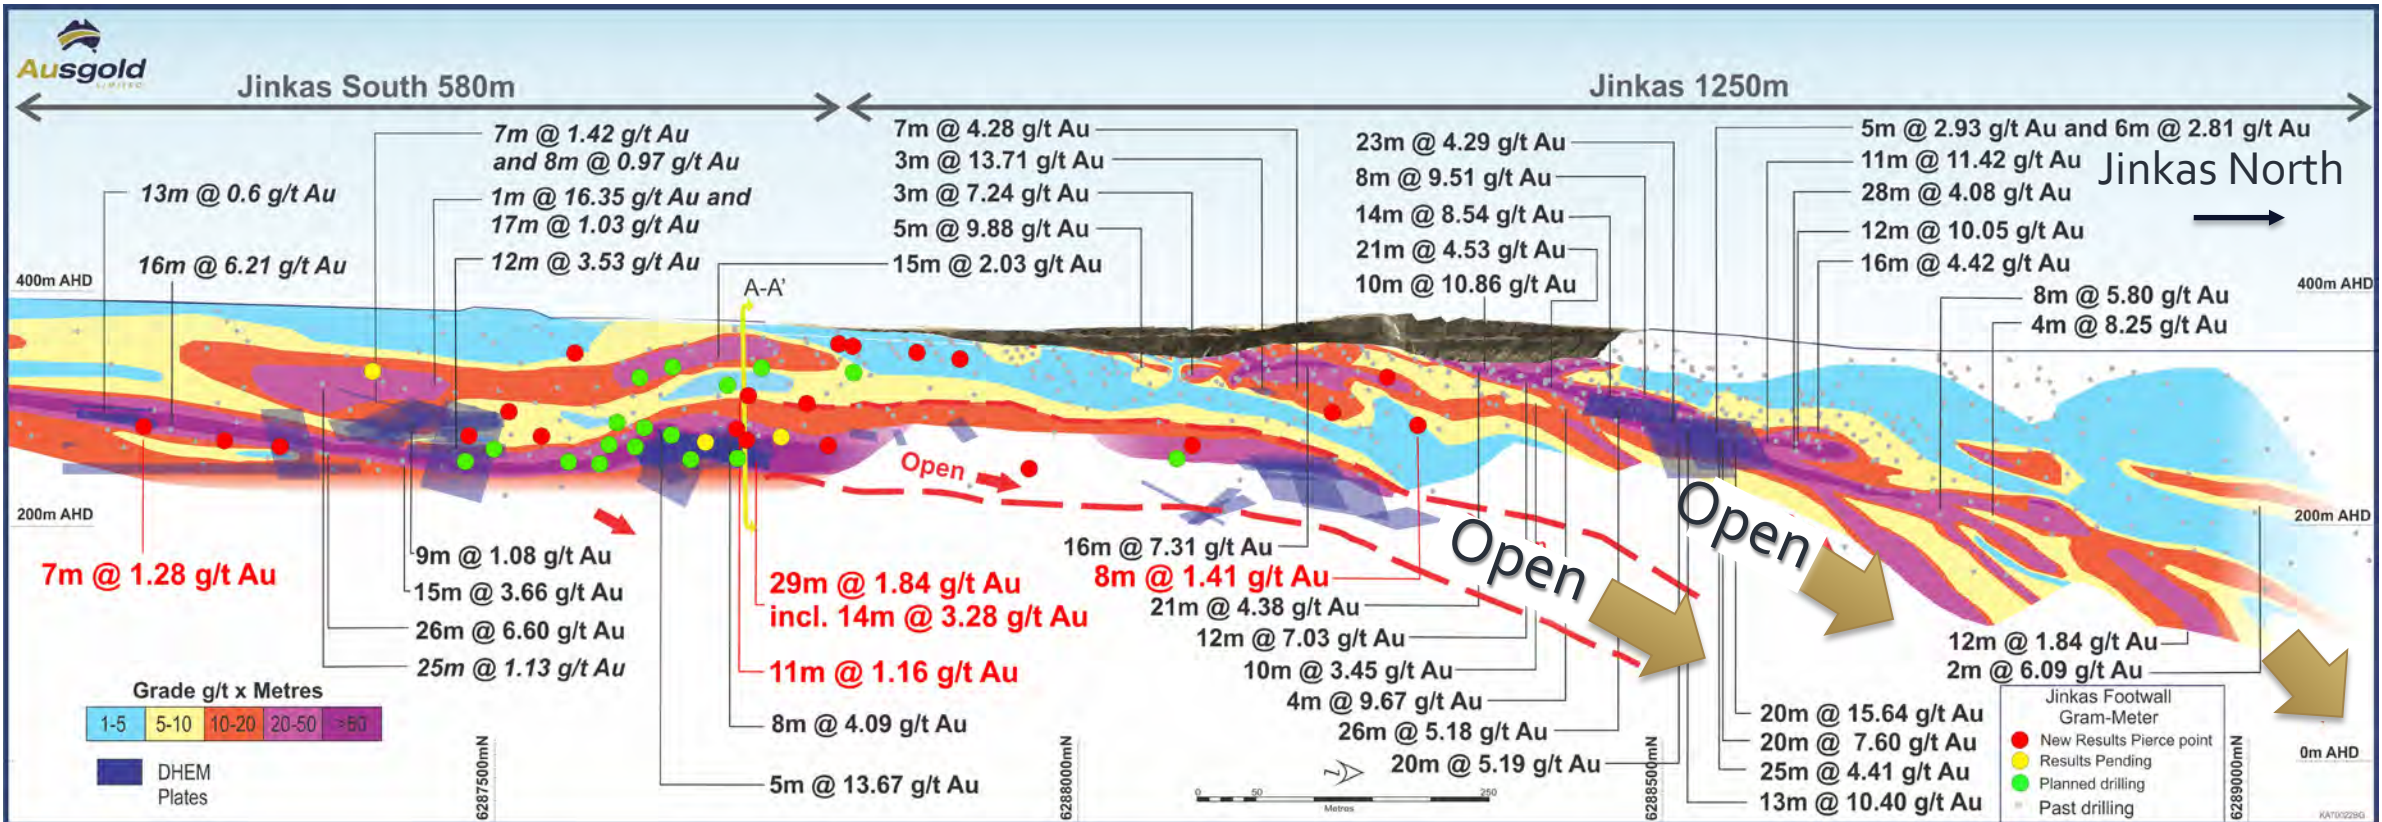 Ausgold
LIMITED
Jinkas South 580m
Jinkas 1250m
7m @ 1.42 g/t Au
and 8m @ 0.97 g/t Au
13m @ 0.6 g/t Au
1m @ 16.35 g/t Au and
17m @ 1.03 g/t Au
16m @ 6.21 g/t Au
12m @ 3.53 g/t Au
7m @ 4.28 g/t Au
3m @ 13.71 g/t Au
3m @ 7.24 g/t Au
5m @ 9.88 g/t Au
15m @ 2.03 g/t Au
23m @ 4.29 g/t Au
8m @ 9.51 g/t Au
14m @ 8.54 g/t Au
21m @ 4.53 g/t Au
10m @ 10.86 g/t Au
5m @ 2.93 g/t Au and 6m @ 2.81 g/t Au
11m @ 11.42 g/t Au
28m @ 4.08 g/t Au
12m @ 10.05 g/t Au
16m @ 4.42 g/t Au
8m @ 5.80 g/t Au
4m @ 8.25 g/t Au
Jinkas North
400m AHD
400m AHD
A-A'
Open
Open
Open
200m AHD
200m AHD
7m @ 1.28 g/t Au
9m @ 1.08 g/t Au
15m @ 3.66 g/t Au
26m @ 6.60 g/t Au
25m @ 1.13 g/t Au
29m @ 1.84 g/t Au
incl. 14m @ 3.28 g/t Au
11m @ 1.16 g/t Au
8m @ 4.09 g/t Au
5m @ 13.67 g/t Au
16m @ 7.31 g/t Au
8m @ 1.41 g/t Au
21m @ 4.38 g/t Au
12m @ 7.03 g/t Au
10m @ 3.45 g/t Au
4m @ 9.67 g/t Au
26m @ 5.18 g/t Au
20m @ 5.19 g/t Au
12m @ 1.84 g/t Au
2m @ 6.09 g/t Au
20m @ 15.64 g/t Au
20m @ 7.60 g/t Au
25m @ 4.41 g/t Au
13m @ 10.40 g/t Au
Grade g/t x Metres
1-5 5-10 10-20 20-50 >50
DHEM
Plates
6287500mN
6288000mN
6288500mN
6289000mN
0 50 250
Metres
Jinkas Footwall
Gram-Meter
New Results Pierce point
Results Pending
Planned drilling
Past drilling
0m AHD